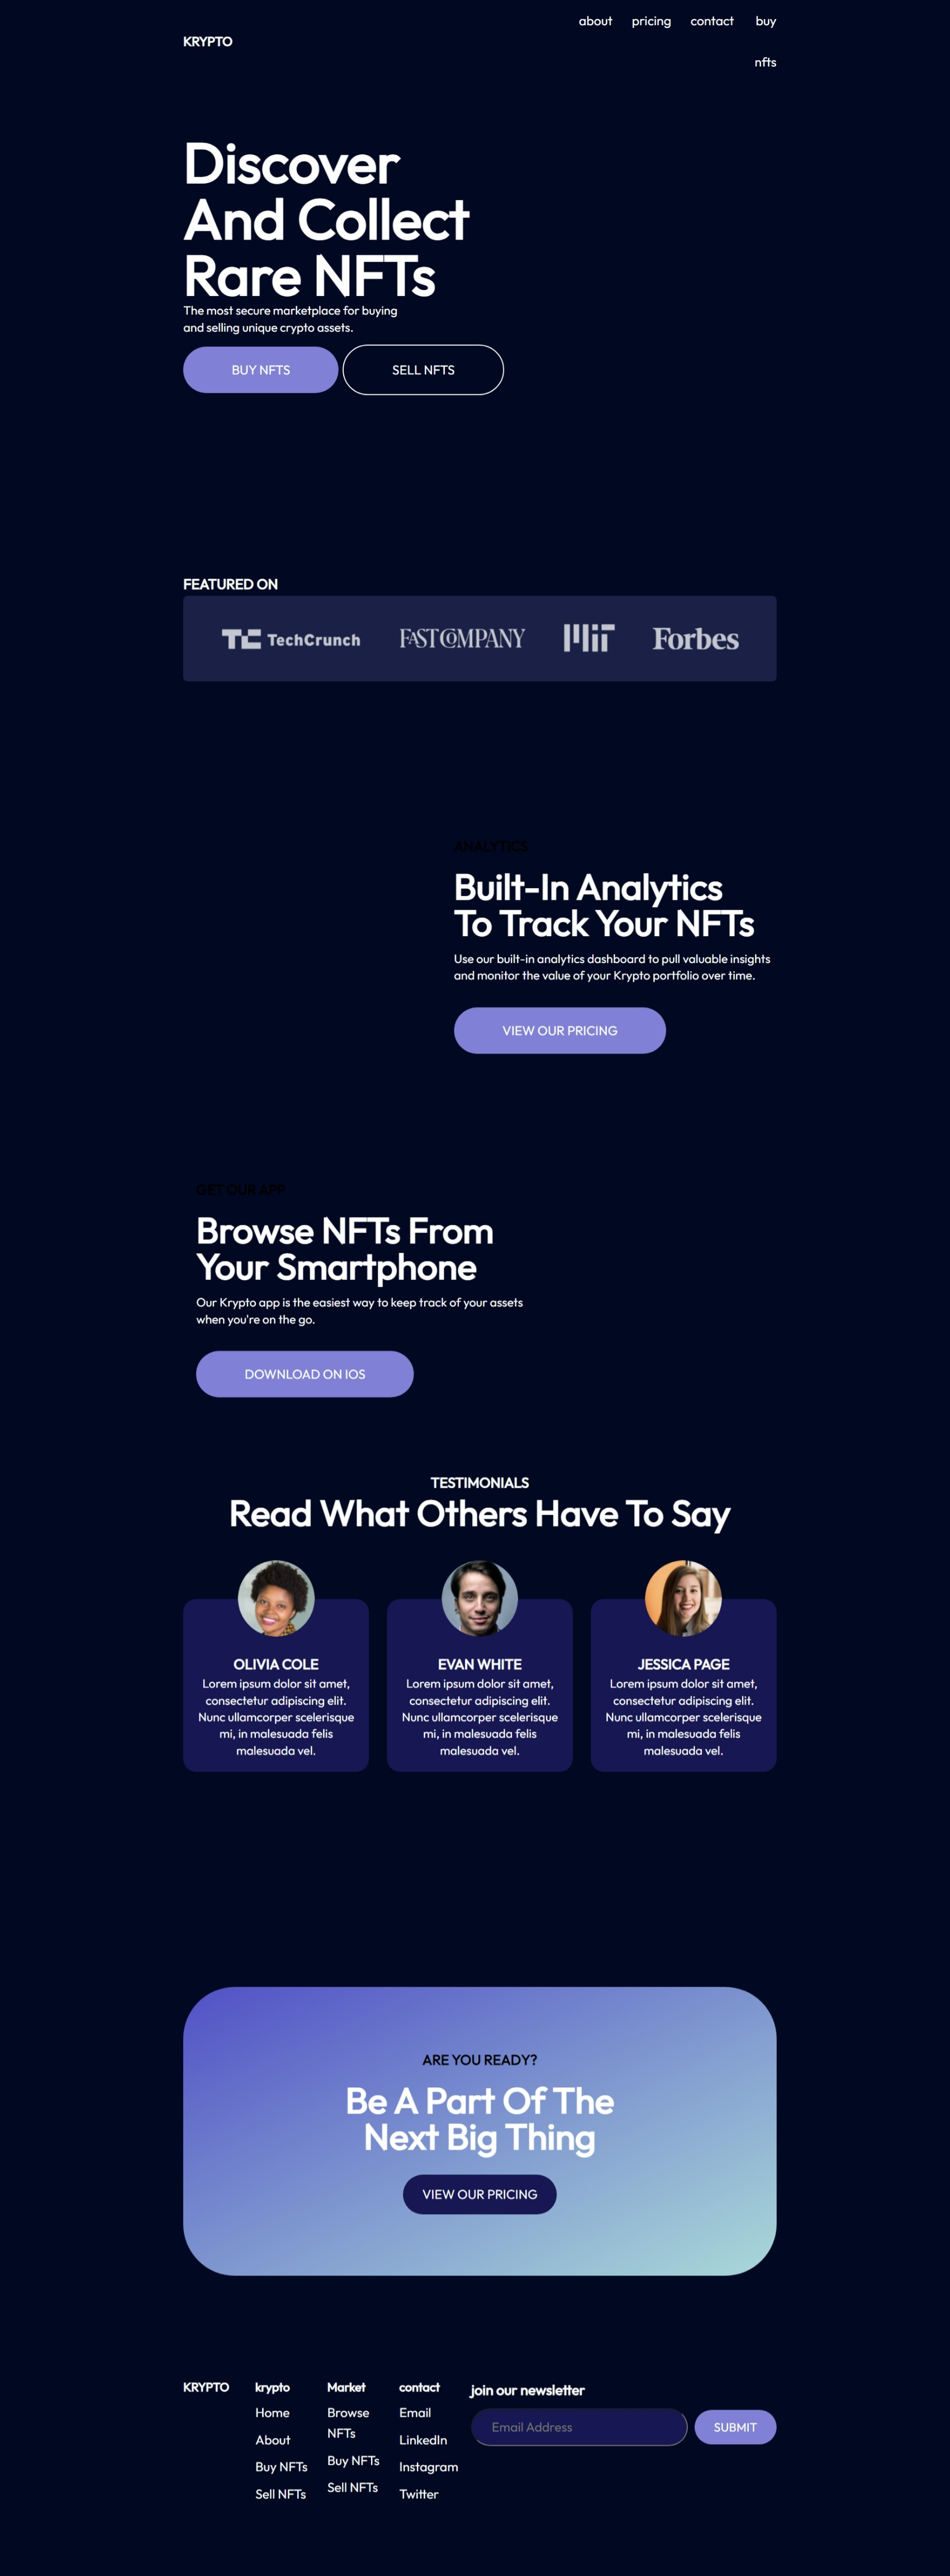 KRYPTO
about pricing contact buy
nfts
Discover
And Collect
Rare NFTs
The most secure marketplace for buying
and selling unique crypto assets.
BUY NFTS SELL NFTS
FEATURED ON
TC TechCrunch FAST COMPANY MIT Forbes
ANALYTICS
Built-In Analytics
To Track Your NFTs
Use our built-in analytics dashboard to pull valuable insights
and monitor the value of your Krypto portfolio over time.
VIEW OUR PRICING
GET OUR APP
Browse NFTs From
Your Smartphone
Our Krypto app is the easiest way to keep track of your assets
when you're on the go.
DOWNLOAD ON IOS
TESTIMONIALS
Read What Others Have To Say
OLIVIA COLE
Lorem ipsum dolor sit amet,
consectetur adipiscing elit.
Nunc ullamcorper scelerisque
mi, in malesuada felis
malesuada vel.
EVAN WHITE
Lorem ipsum dolor sit amet,
consectetur adipiscing elit.
Nunc ullamcorper scelerisque
mi, in malesuada felis
malesuada vel.
JESSICA PAGE
Lorem ipsum dolor sit amet,
consectetur adipiscing elit.
Nunc ullamcorper scelerisque
mi, in malesuada felis
malesuada vel.
ARE YOU READY?
Be A Part Of The
Next Big Thing
VIEW OUR PRICING
KRYPTO
krypto
Home
About
Buy NFTs
Sell NFTs
Market
Browse
NFTs
Buy NFTs
Sell NFTs
contact
Email
LinkedIn
Instagram
Twitter
join our newsletter
Email Address SUBMIT